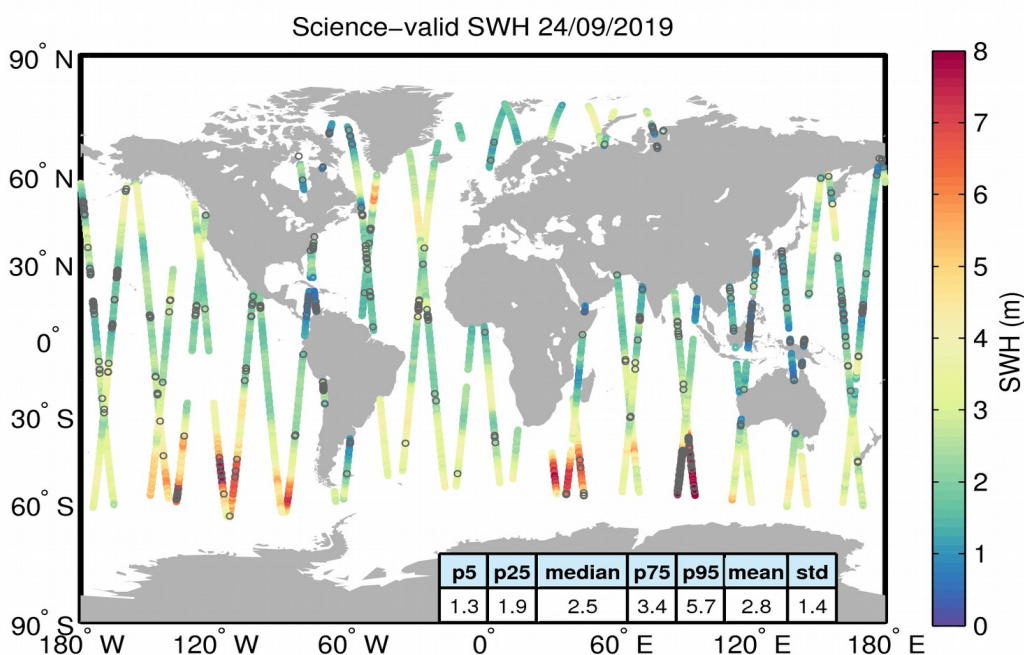 Science−valid SWH 24/09/2019
90° N
60° N
30° N
0°
30° S
60° S
90° S
180° W
120° W
60° W
0°
60° E
120° E
180° E
p5 p25 median p75 p95 mean std
1.3 1.9 2.5 3.4 5.7 2.8 1.4
8
7
6
5
4
3
2
1
0
SWH (m)